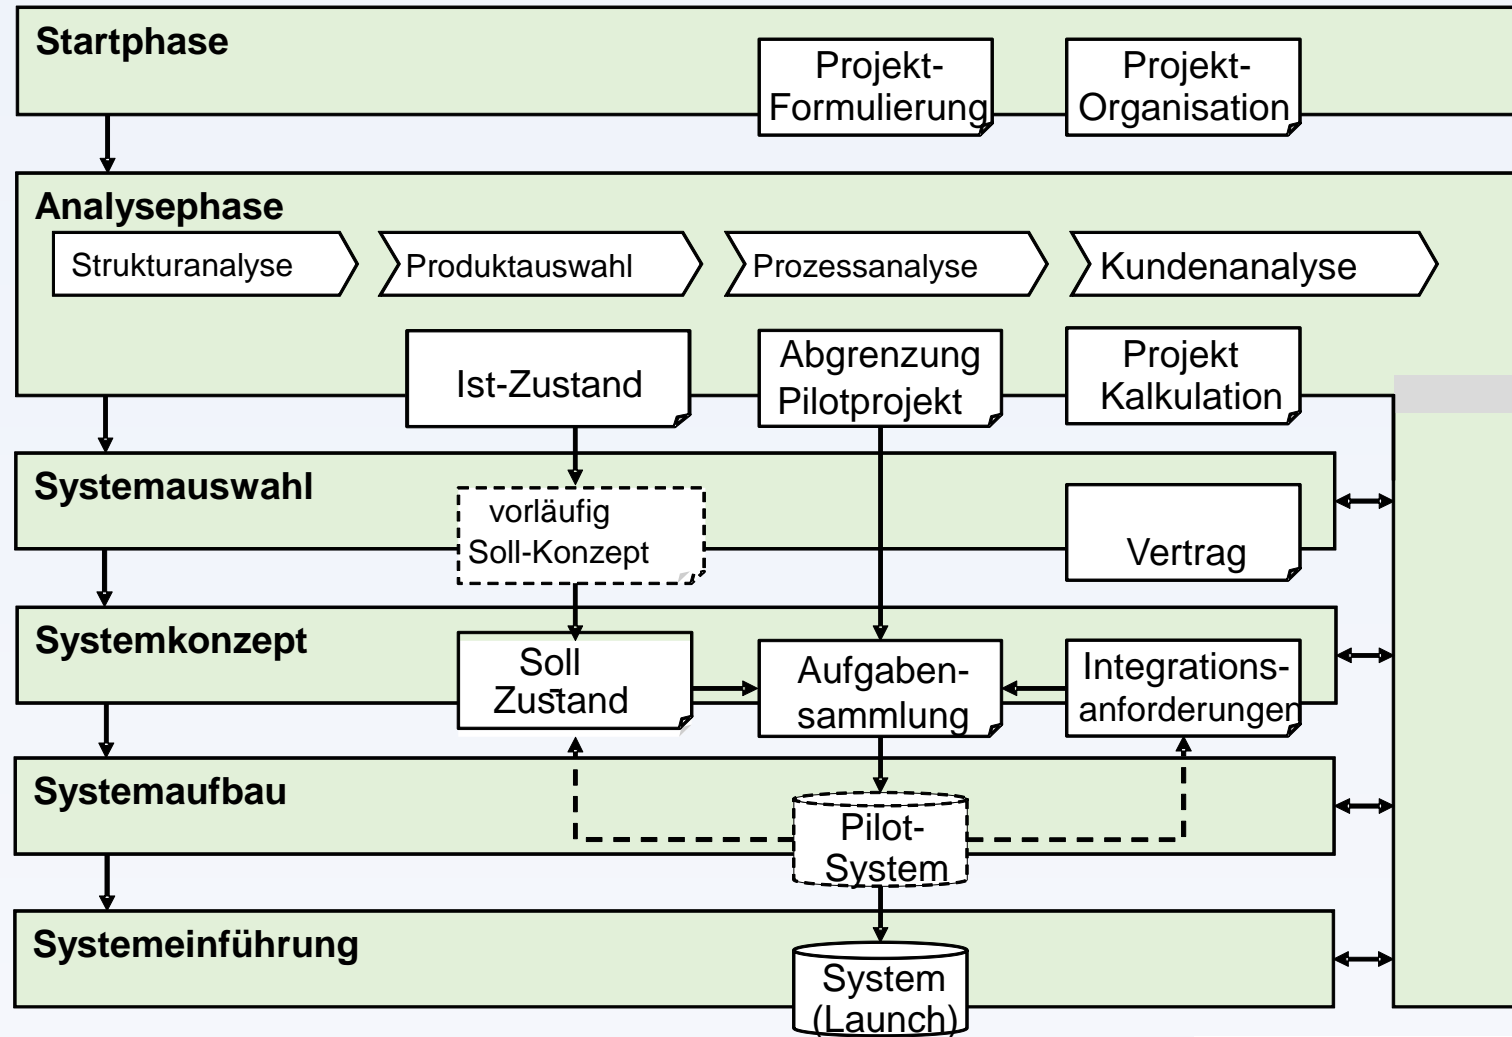 Startphase
Projekt-
Formulierung
Projekt-
Organisation
Analysephase
Strukturanalyse
Produktauswahl
Prozessanalyse
Kundenanalyse
Ist-Zustand
Abgrenzung
Pilotprojekt
Projekt
Kalkulation
Systemauswahl
vorläufig
Soll-Konzept
Vertrag
Systemkonzept
Soll
-
Zustand
Aufgaben-
sammlung
Integrations-
anforderungen
Systemaufbau
Pilot-
System
Systemeinführung
System
(Launch)